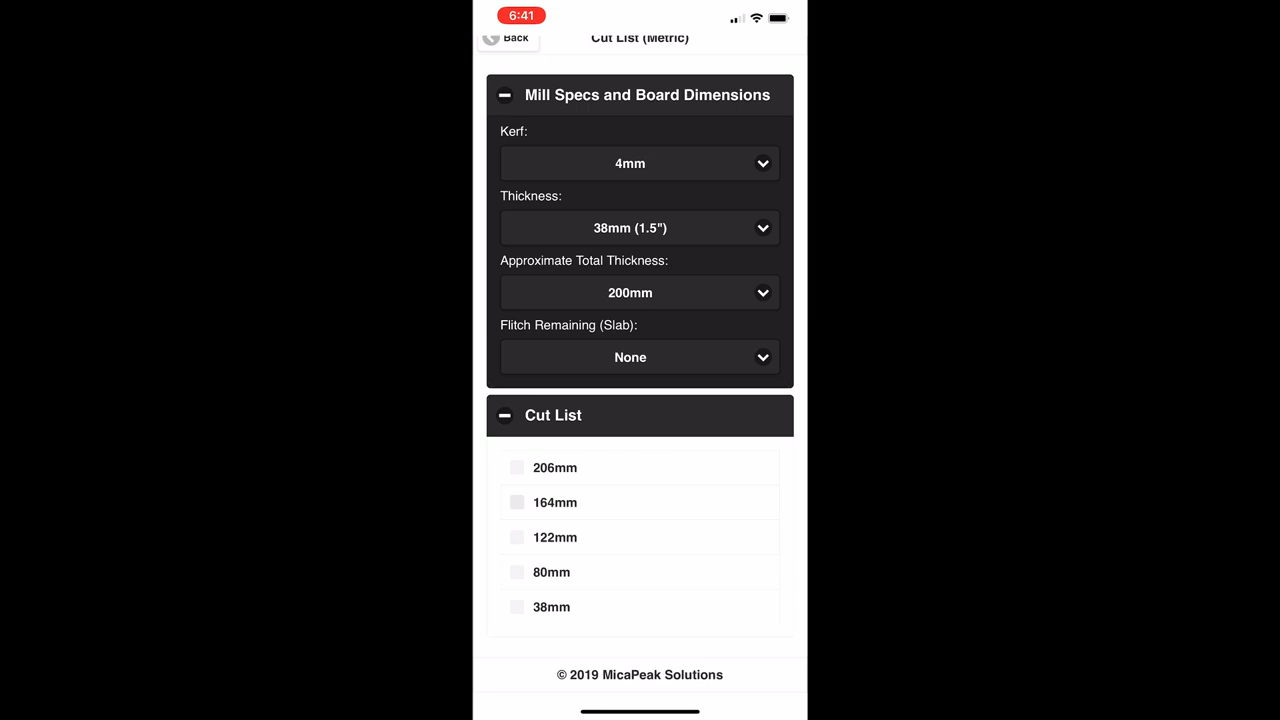 6:41
Back
Cut List (Metric)
Mill Specs and Board Dimensions
Kerf:
4mm
Thickness:
38mm (1.5")
Approximate Total Thickness:
200mm
Flitch Remaining (Slab):
None
Cut List
206mm
164mm
122mm
80mm
38mm
© 2019 MicaPeak Solutions